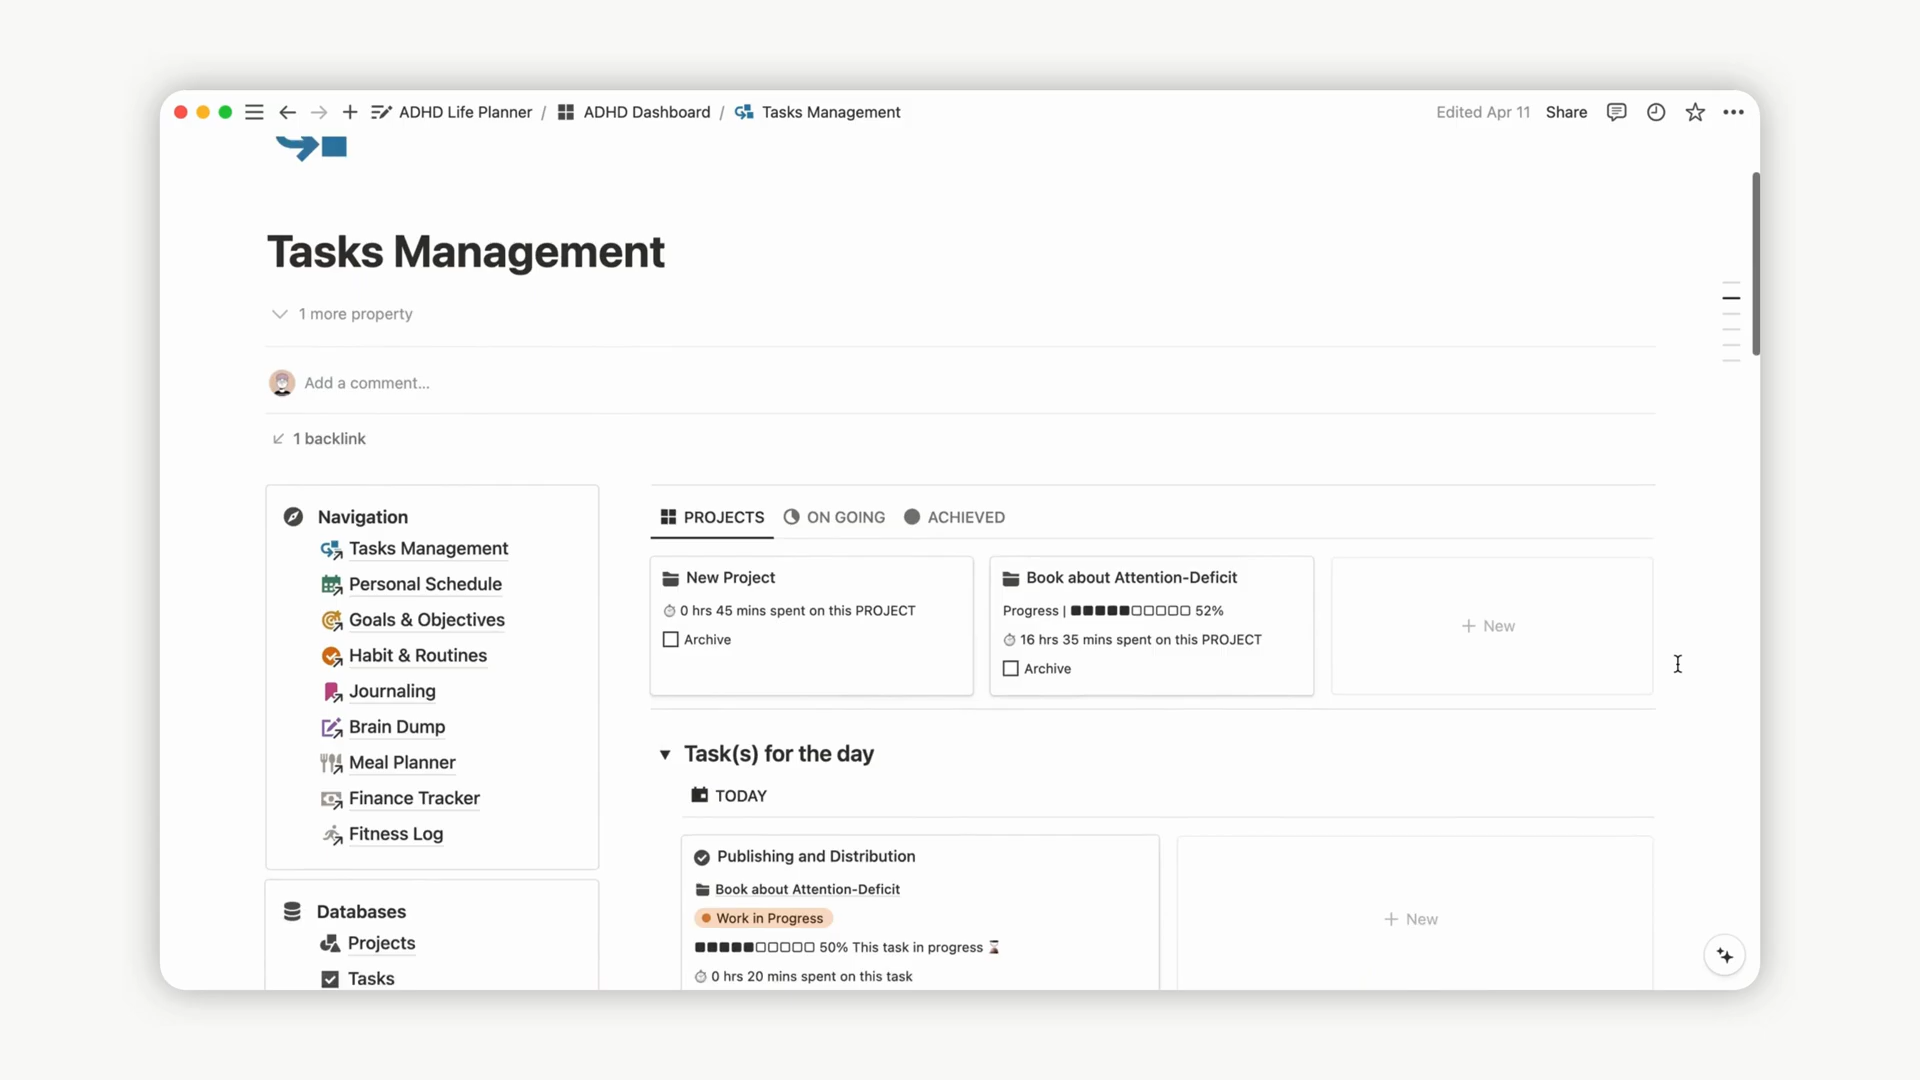 ADHD Life Planner / ADHD Dashboard / Tasks Management
Edited Apr 11 Share
Tasks Management
1 more property
Add a comment...
1 backlink
Navigation
Tasks Management
Personal Schedule
Goals & Objectives
Habit & Routines
Journaling
Brain Dump
Meal Planner
Finance Tracker
Fitness Log
Databases
Projects
Tasks
PROJECTS ON GOING ACHIEVED
New Project
0 hrs 45 mins spent on this PROJECT
Archive
Book about Attention-Deficit
Progress | ■■■■■□□□□□ 52%
16 hrs 35 mins spent on this PROJECT
Archive
+ New
Task(s) for the day
TODAY
Publishing and Distribution
Book about Attention-Deficit
Work in Progress
■■■■■□□□□□ 50% This task in progress ⌛
0 hrs 20 mins spent on this task
+ New